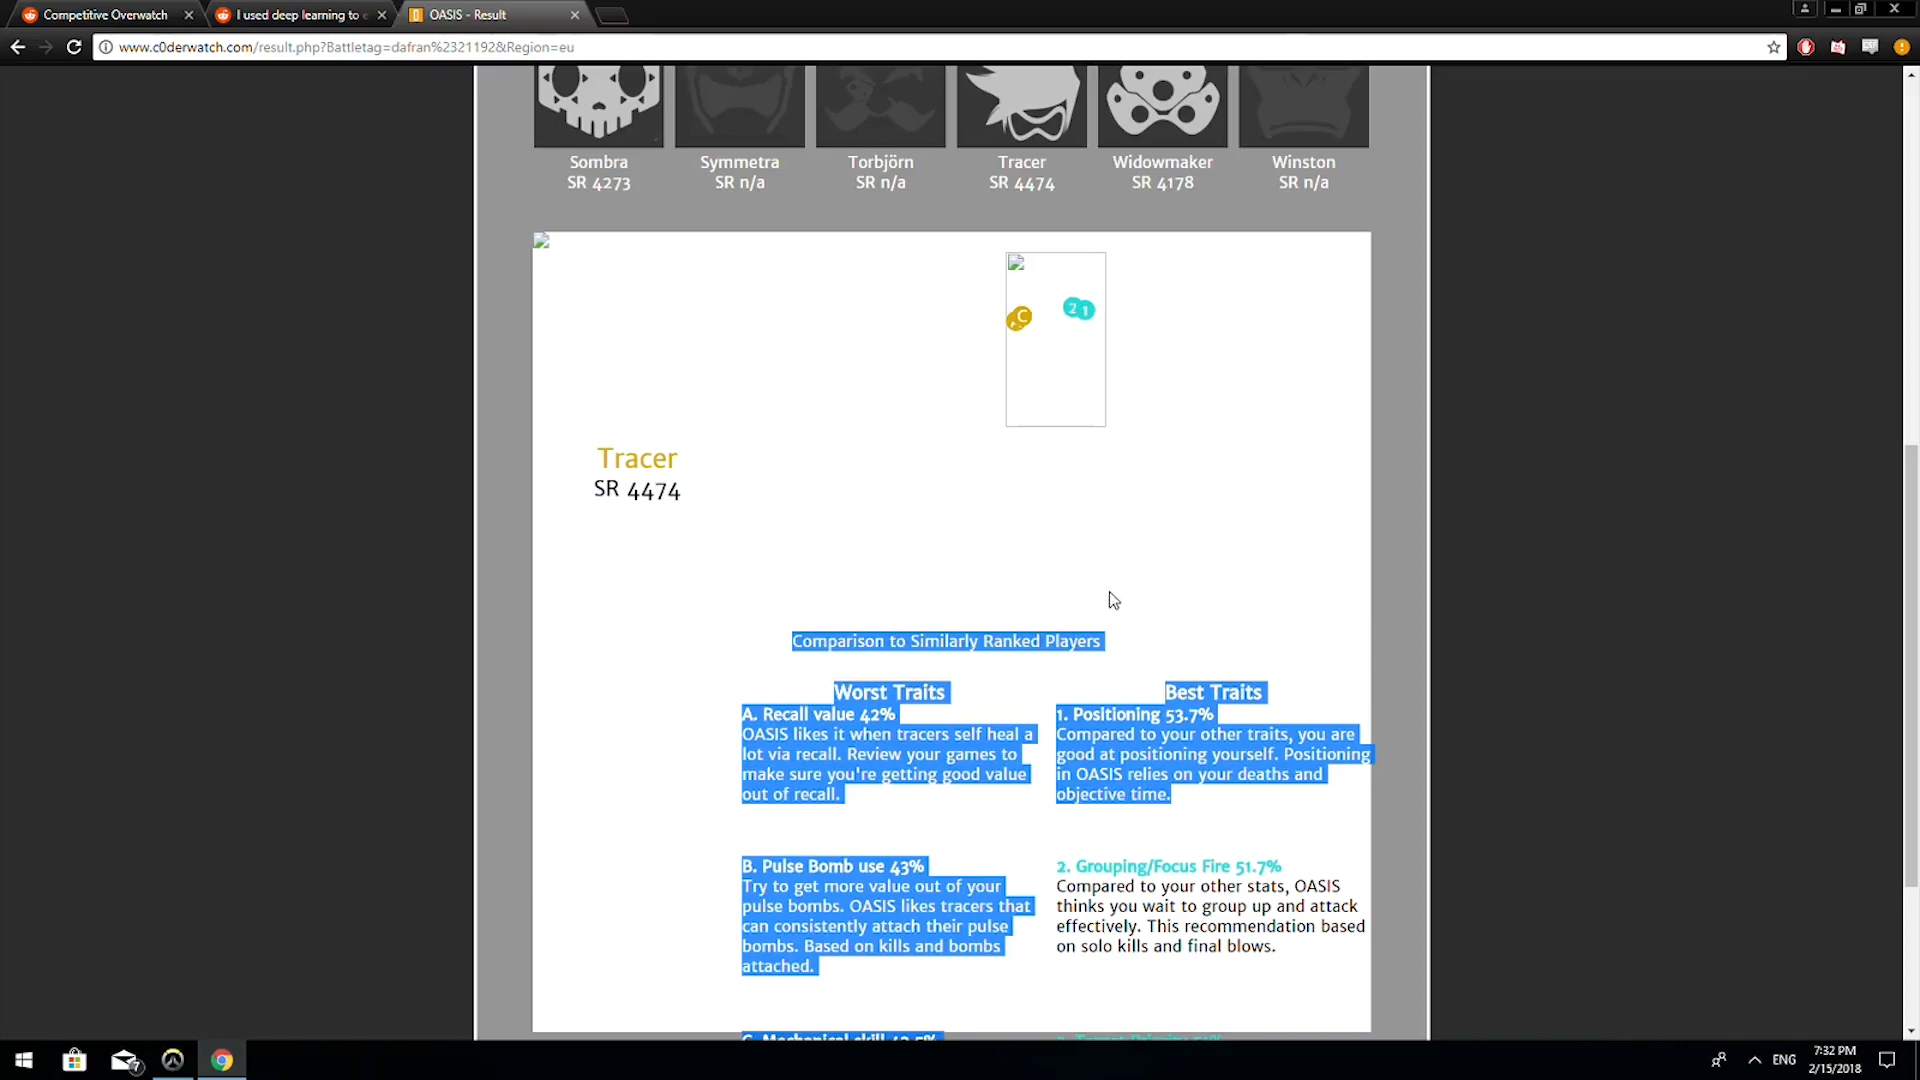 Competitive Overwatch
I used deep learning to e
OASIS - Result
www.c0derwatch.com/result.php?Battletag=dafran%2321192&Region=eu
Sombra
SR 4273
Symmetra
SR n/a
Torbjörn
SR n/a
Tracer
SR 4474
Widowmaker
SR 4178
Winston
SR n/a
C
2 1
Tracer
SR 4474
Comparison to Similarly Ranked Players
Worst Traits
A. Recall value 42%
OASIS likes it when tracers self heal a
lot via recall. Review your games to
make sure you're getting good value
out of recall.
B. Pulse Bomb use 43%
Try to get more value out of your
pulse bombs. OASIS likes tracers that
can consistently attach their pulse
bombs. Based on kills and bombs
attached.
C. Mechanical skill
Best Traits
1. Positioning 53.7%
Compared to your other traits, you are
good at positioning yourself. Positioning
in OASIS relies on your deaths and
objective time.
2. Grouping/Focus Fire 51.7%
Compared to your other stats, OASIS
thinks you wait to group up and attack
effectively. This recommendation based
on solo kills and final blows.
7
ENG
7:32 PM
2/15/2018